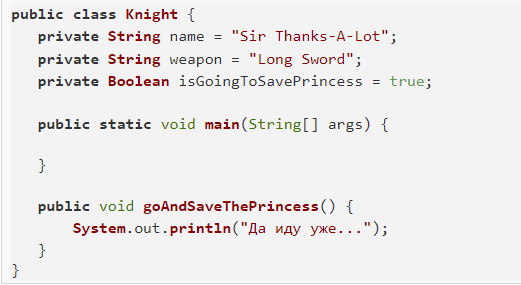 public class Knight {
private String name = "Sir Thanks-A-Lot";
private String weapon = "Long Sword";
private Boolean isGoingToSavePrincess = true;
public static void main(String[] args) {
}
public void goAndSaveThePrincess() {
System.out.println("Да иду уже...");
}
}